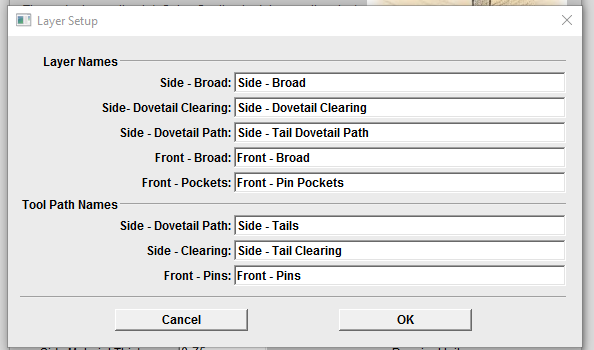 Layer Setup
Layer Names
Side - Broad: Side - Broad
Side- Dovetail Clearing: Side - Dovetail Clearing
Side - Dovetail Path: Side - Tail Dovetail Path
Front - Broad: Front - Broad
Front - Pockets: Front - Pin Pockets
Tool Path Names
Side - Dovetail Path: Side - Tails
Side - Clearing: Side - Tail Clearing
Front - Pins: Front - Pins
Cancel OK